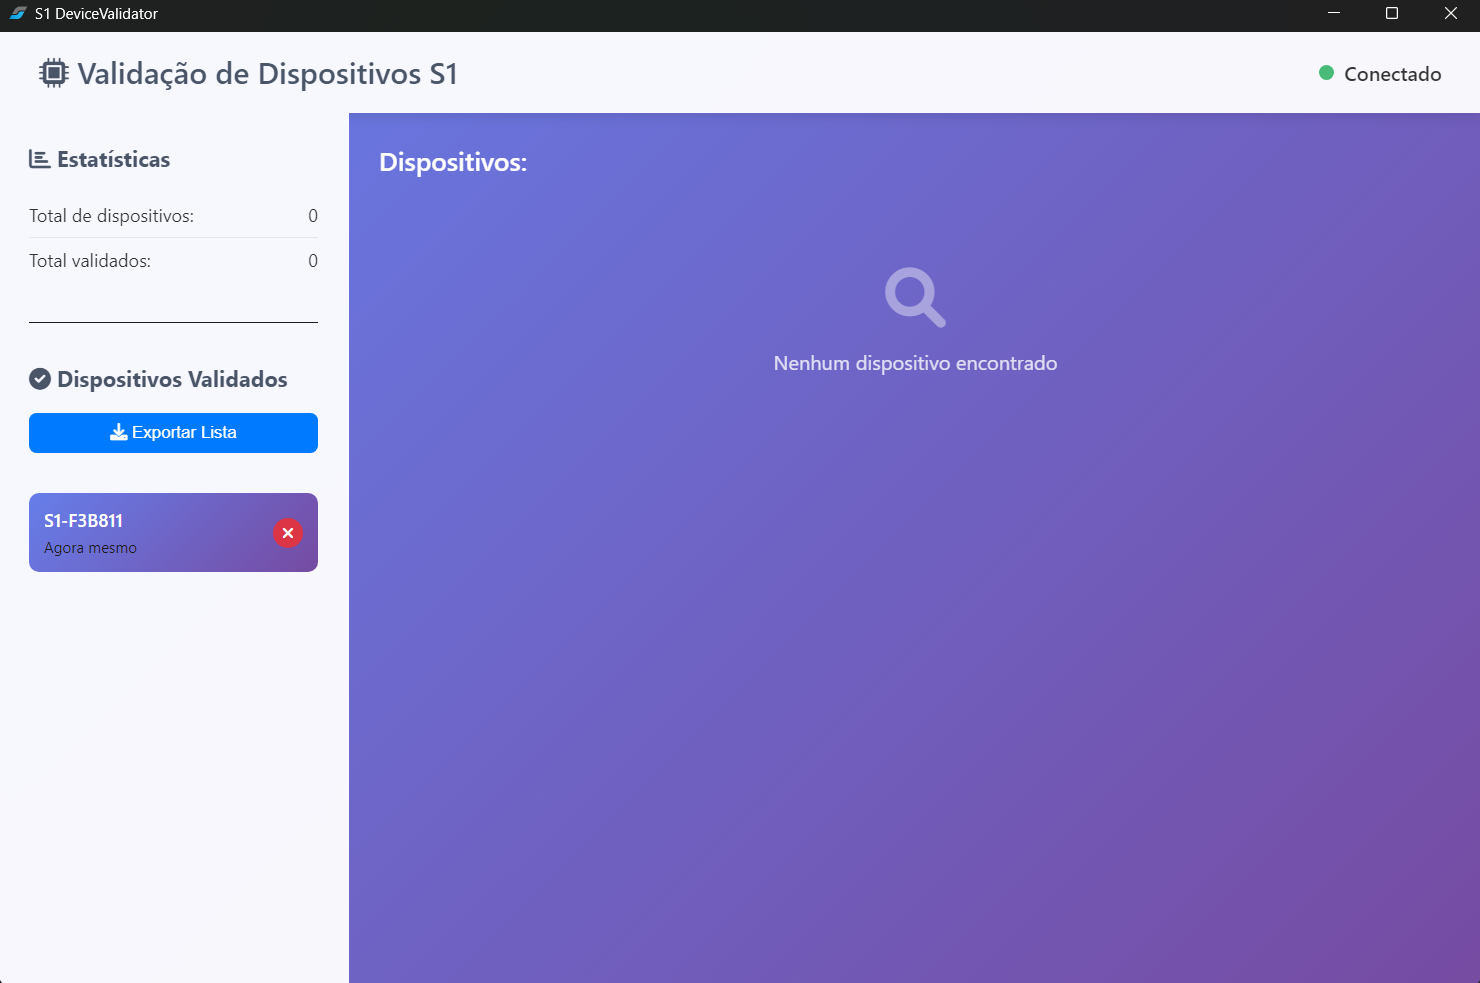 S1 DeviceValidator
Validação de Dispositivos S1
Conectado
Estatísticas
Total de dispositivos: 0
Total validados: 0
Dispositivos Validados
Exportar Lista
S1-F3B811
Agora mesmo
Dispositivos:
Nenhum dispositivo encontrado